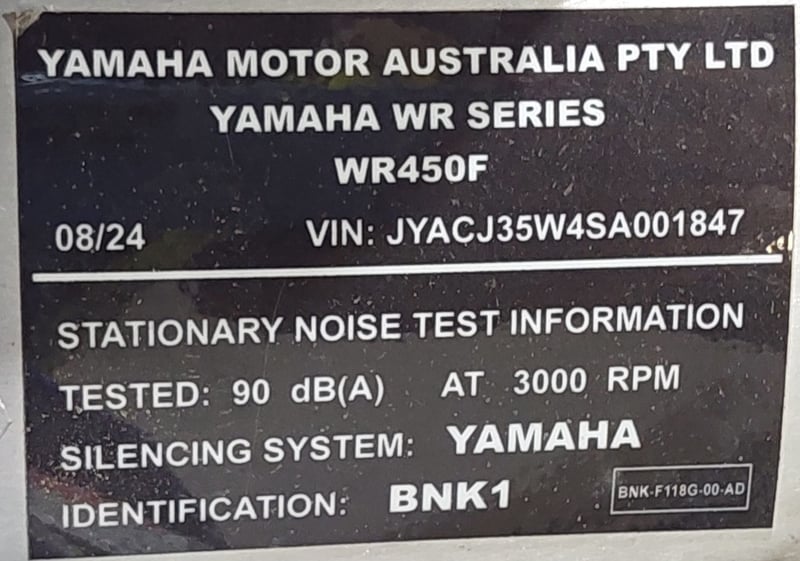 YAMAHA MOTOR AUSTRALIA PTY LTD
YAMAHA WR SERIES
WR450F
08/24 VIN: JYACJ35W4SA001847
STATIONARY NOISE TEST INFORMATION
TESTED: 90 dB(A) AT 3000 RPM
SILENCING SYSTEM: YAMAHA
IDENTIFICATION: BNK1 BNK-F118G-00-AD